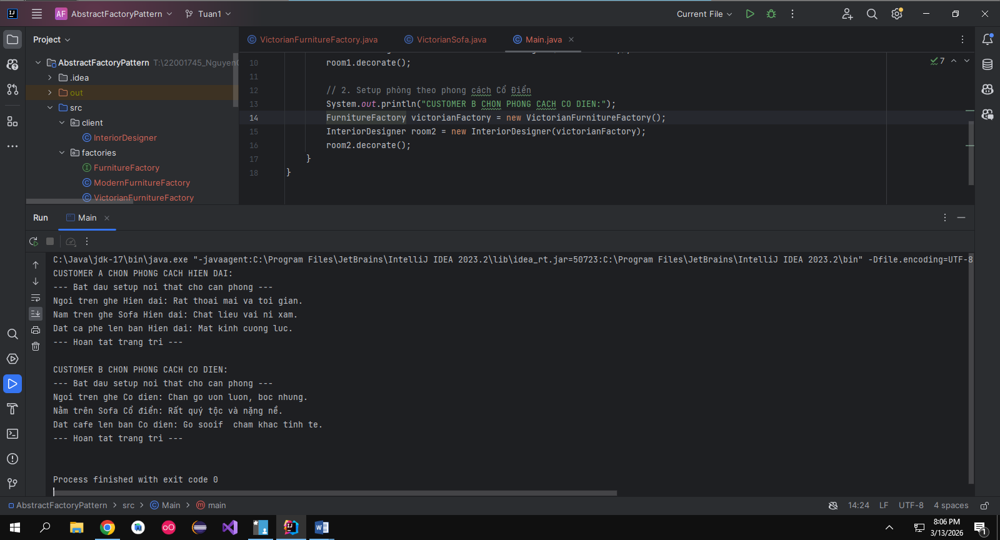 AF AbstractFactoryPattern Tuan1 Current File
Project
VictorianFurnitureFactory.java VictorianSofa.java Main.java
AbstractFactoryPattern T:\22001745_Nguyen
.idea
out
src
client
InteriorDesigner
factories
FurnitureFactory
ModernFurnitureFactory
VictorianFurnitureFactory
7
10 room1.decorate();
11
12 // 2. Setup phòng theo phong cách Cổ Điển
13 System.out.println("CUSTOMER B CHON PHONG CACH CO DIEN:");
14 FurnitureFactory victorianFactory = new VictorianFurnitureFactory();
15 InteriorDesigner room2 = new InteriorDesigner(victorianFactory);
16 room2.decorate();
17 }
18 }
Run Main
C:\Java\jdk-17\bin\java.exe "-javaagent:C:\Program Files\JetBrains\IntelliJ IDEA 2023.2\lib\idea_rt.jar=50723:C:\Program Files\JetBrains\IntelliJ IDEA 2023.2\bin" -Dfile.encoding=UTF-8
CUSTOMER A CHON PHONG CACH HIEN DAI:
--- Bat dau setup noi that cho can phong ---
Ngoi tren ghe Hien dai: Rat thoai mai va toi gian.
Nam tren ghe Sofa Hien dai: Chat lieu vai ni xam.
Dat ca phe len ban Hien dai: Mat kinh cuong luc.
--- Hoan tat trang tri ---
CUSTOMER B CHON PHONG CACH CO DIEN:
--- Bat dau setup noi that cho can phong ---
Ngoi tren ghe Co dien: Chan go uon luon, boc nhung.
Nằm trên Sofa Cổ điển: Rất quý tộc và nặng nề.
Dat cafe len ban Co dien: Go sooif  cham khac tinh te.
--- Hoan tat trang tri ---
Process finished with exit code 0
AbstractFactoryPattern > src > Main > main
14:24 LF UTF-8 4 spaces
8:06 PM
3/13/2026
1